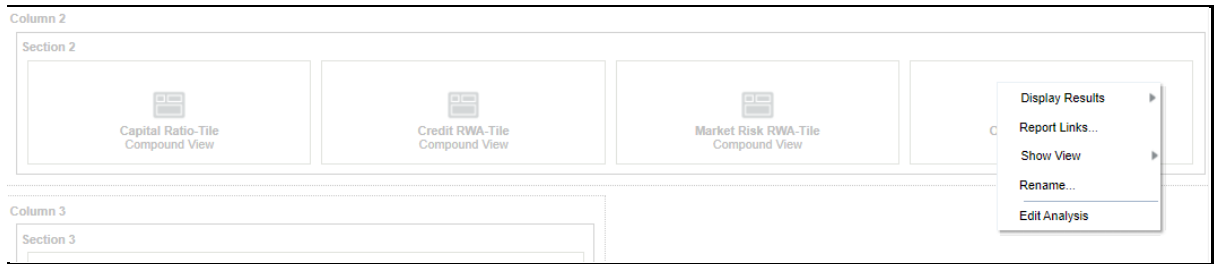 Column 2
Section 2
Capital Ratio-Tile
Compound View
Credit RWA-Tile
Compound View
Market Risk RWA-Tile
Compound View
Display Results
Report Links...
Show View
Rename...
Edit Analysis
Column 3
Section 3